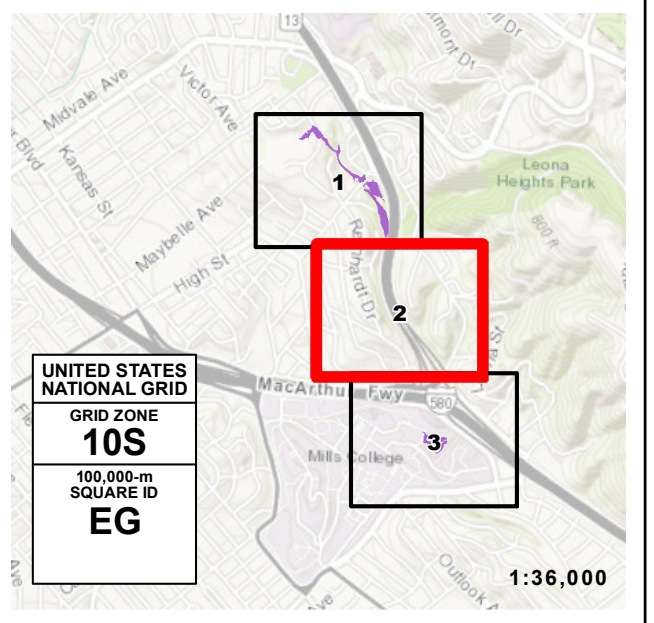 13
Dr
Midvale Ave
Victor Ave
Blvd
Kansas St
Leona
Heights Park
1
600 ft
Maybelle Ave
High St
Reinhardt Dr
2
UNITED STATES
NATIONAL GRID
GRID ZONE
10S
100,000-m
SQUARE ID
EG
MacArthur Fwy
580
3
Mills College
Ave
Outlook A
ve
1:36,000